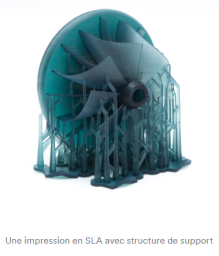 Une impression en SLA avec structure de support